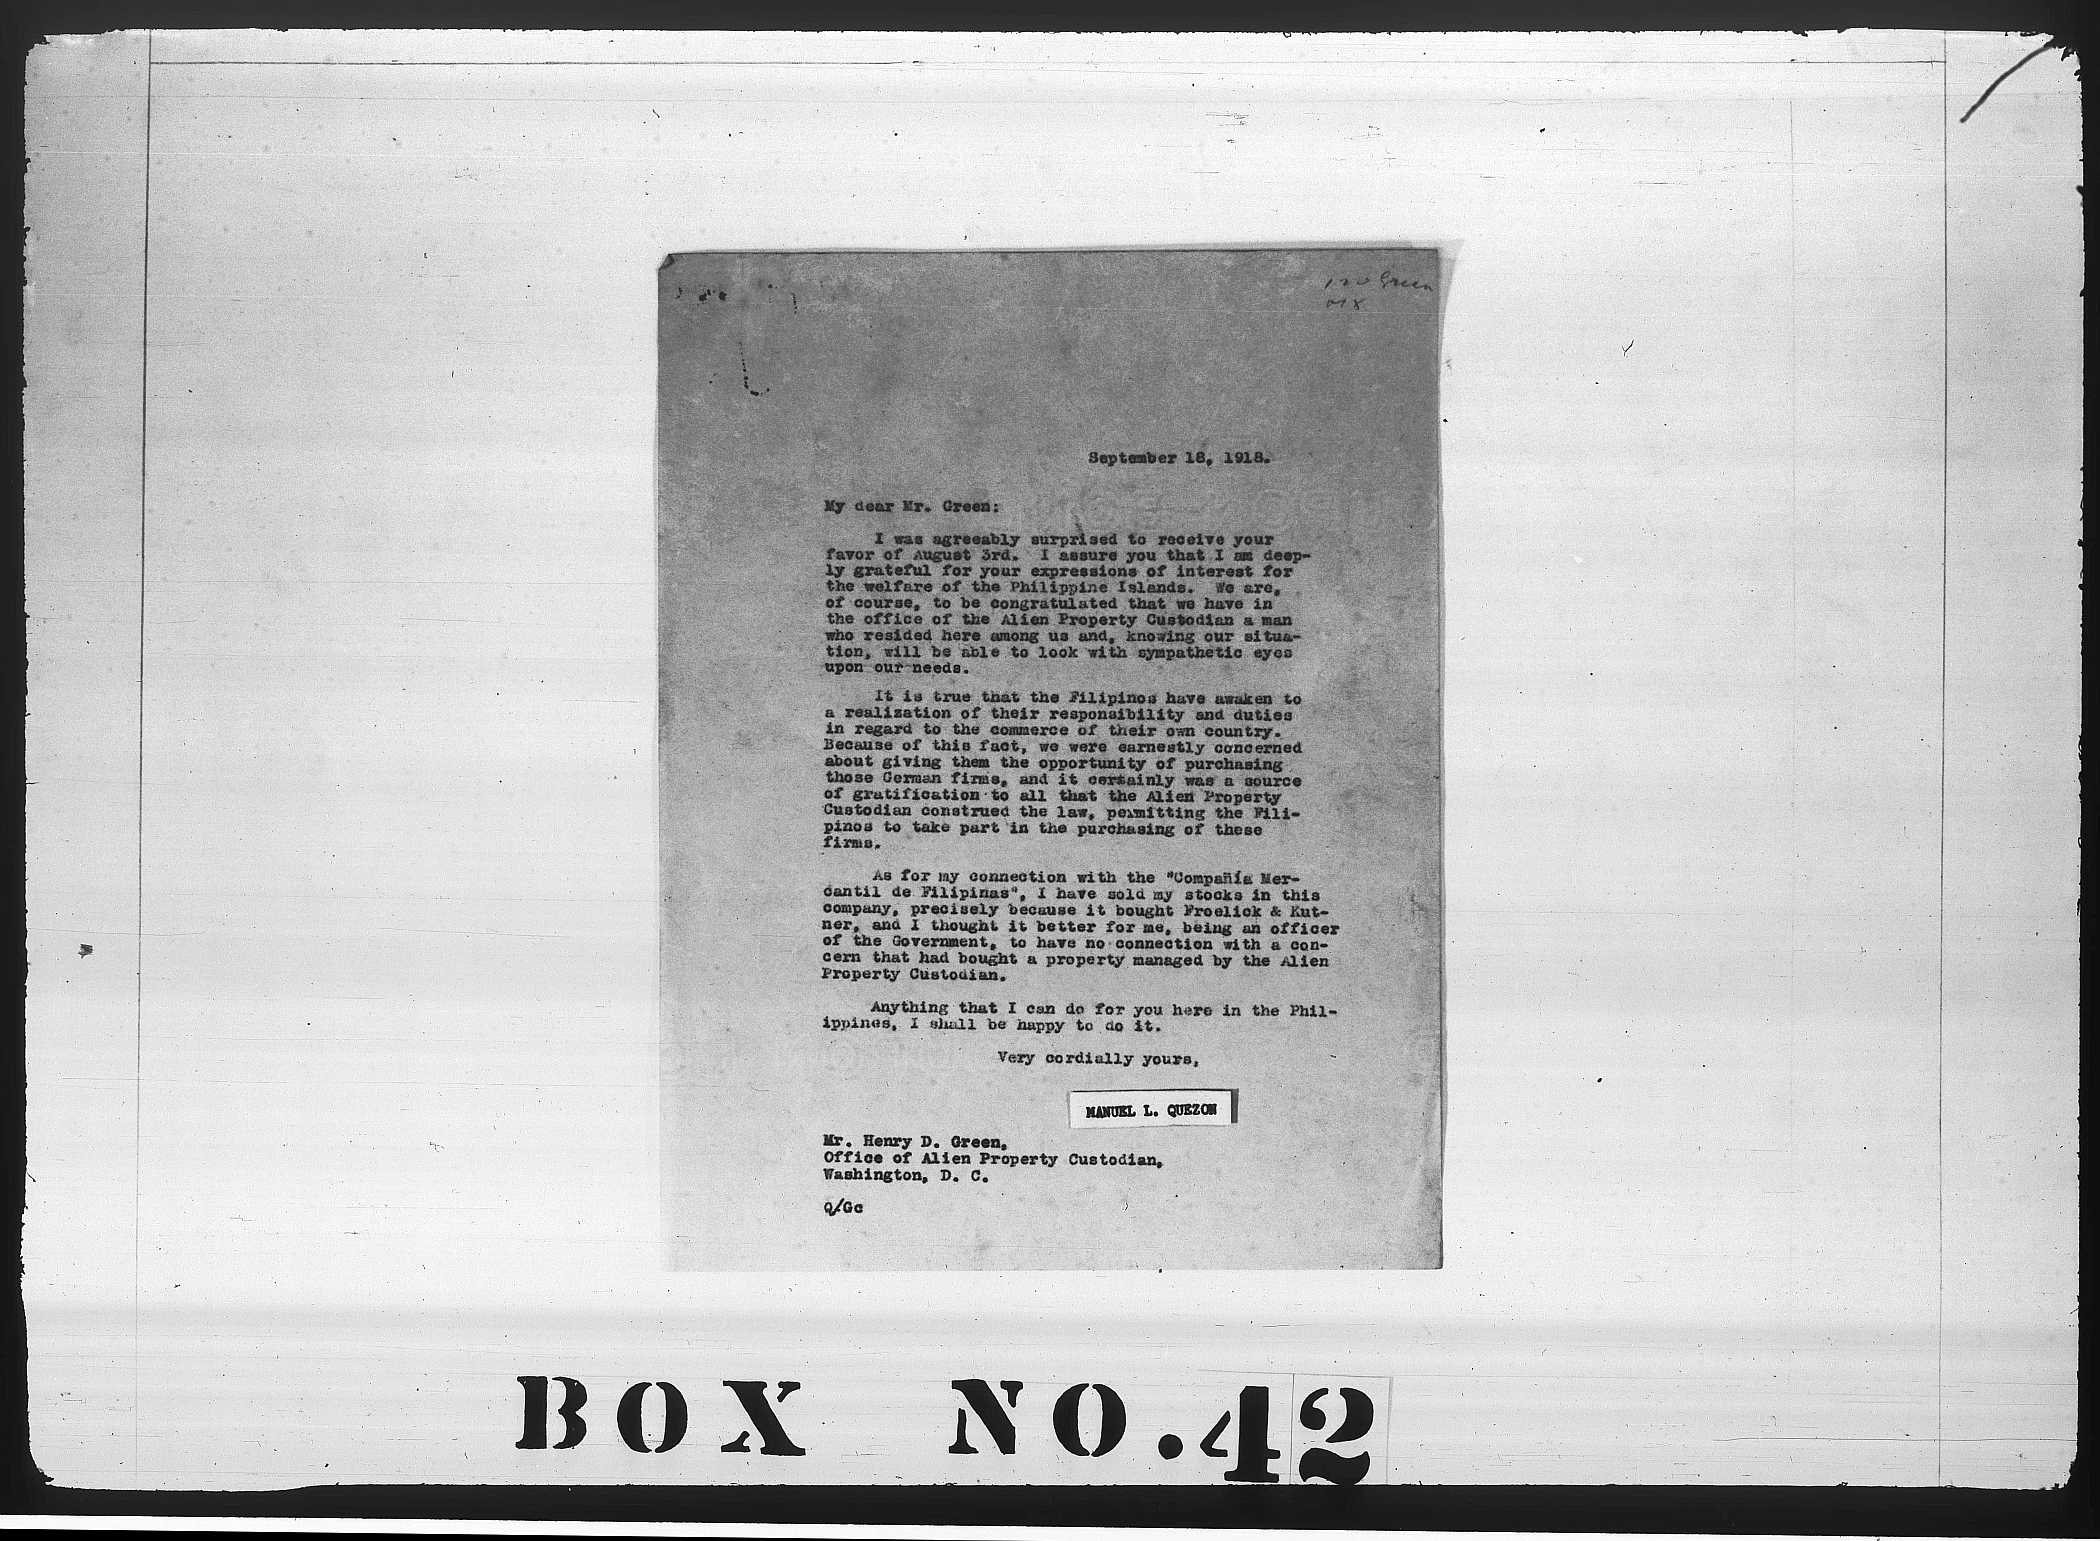 Green
September 18, 1918.
My dear Mr. Green:
I was agreeably surprised to receive your
favor of August 3rd. I assure you that I am deep-
ly grateful for your expressions of interest for
the welfare of the Philippine Islands. We are,
of course, to be congratulated that we have in
the office of the Alien Property Custodian a man
who resided here among us and, knowing our situa-
tion, will be able to look with sympathetic eyes
upon our needs.
It is true that the Filipinos have awaken to
a realization of their responsibility and duties
in regard to the commerce of their own country.
Because of this fact, we were earnestly concerned
about giving them the opportunity of purchasing
those German firms, and it certainly was a source
of gratification to all that the Alien Property
Custodian construed the law, permitting the Fili-
pinos to take part in the purchasing of these
firms.
As for my connection with the "Compañía Mer-
cantil de Filipinas", I have sold my stocks in this
company, precisely because it bought Froelick & Kut-
ner, and I thought it better for me, being an officer
of the Government, to have no connection with a con-
cern that had bought a property managed by the Alien
Property Custodian.
Anything that I can do for you here in the Phil-
ippines, I shall be happy to do it.
Very cordially yours,
MANUEL L. QUEZON
Mr. Henry D. Green,
Office of Alien Property Custodian,
Washington, D. C.
Q/Gc
BOX NO.42